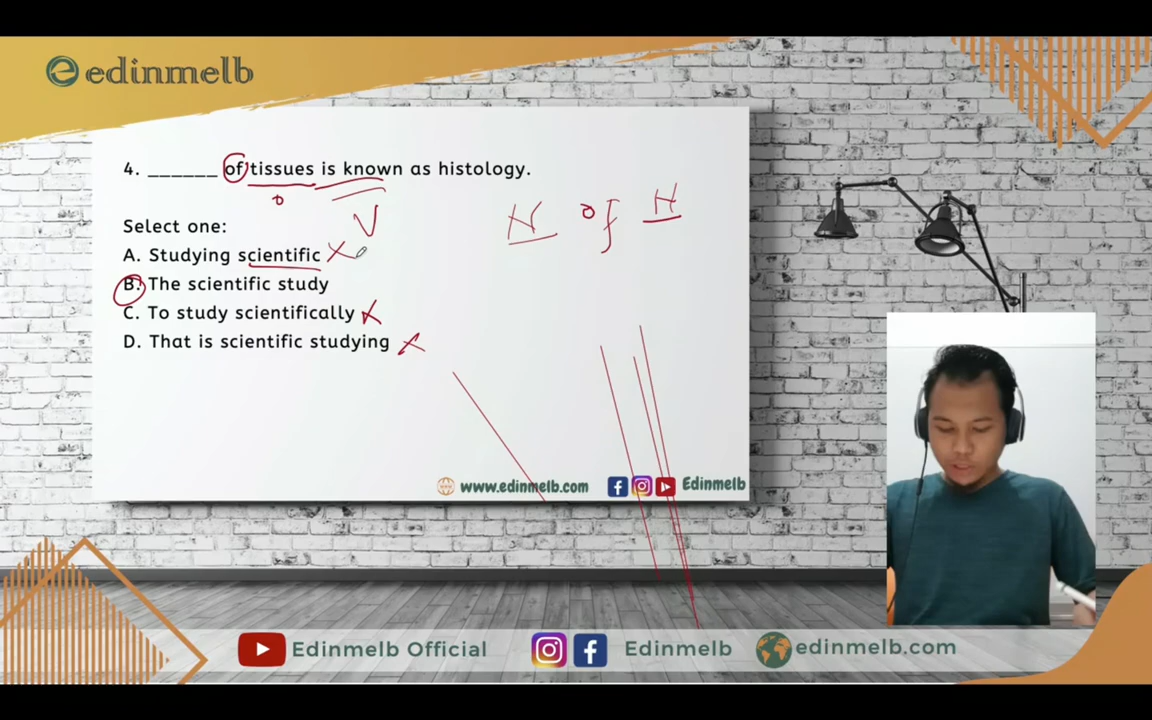 edinmelb
4. ______ of tissues is known as histology.
O
V
N of N
Select one:
A. Studying scientific
B. The scientific study
C. To study scientifically
D. That is scientific studying
www.edinmelb.com
Edinmelb
Edinmelb Official
Edinmelb
edinmelb.com